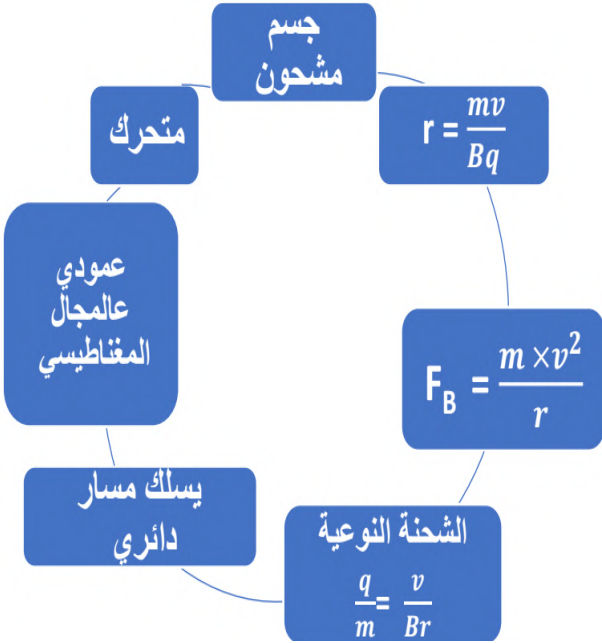 جسم
مشحون
متحرك
r = mv/Bq
عمودي
عالمجال
المغناطيسي
F_B = m × v²/r
يسلك مسار
دائري
الشحنة النوعية
q/m = v/Br